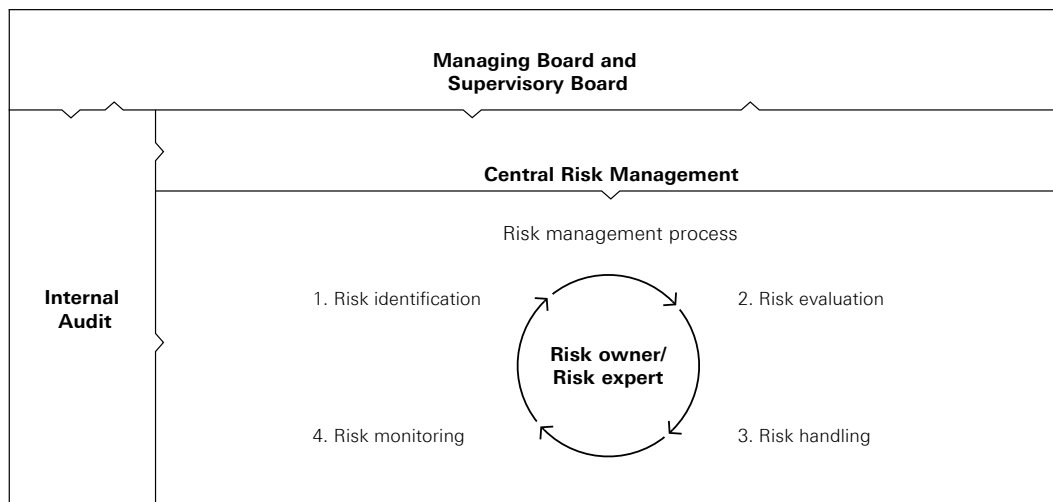 Managing Board and
Supervisory Board
Central Risk Management
Risk management process
Internal
Audit
1. Risk identification
2. Risk evaluation
Risk owner/
Risk expert
4. Risk monitoring
3. Risk handling